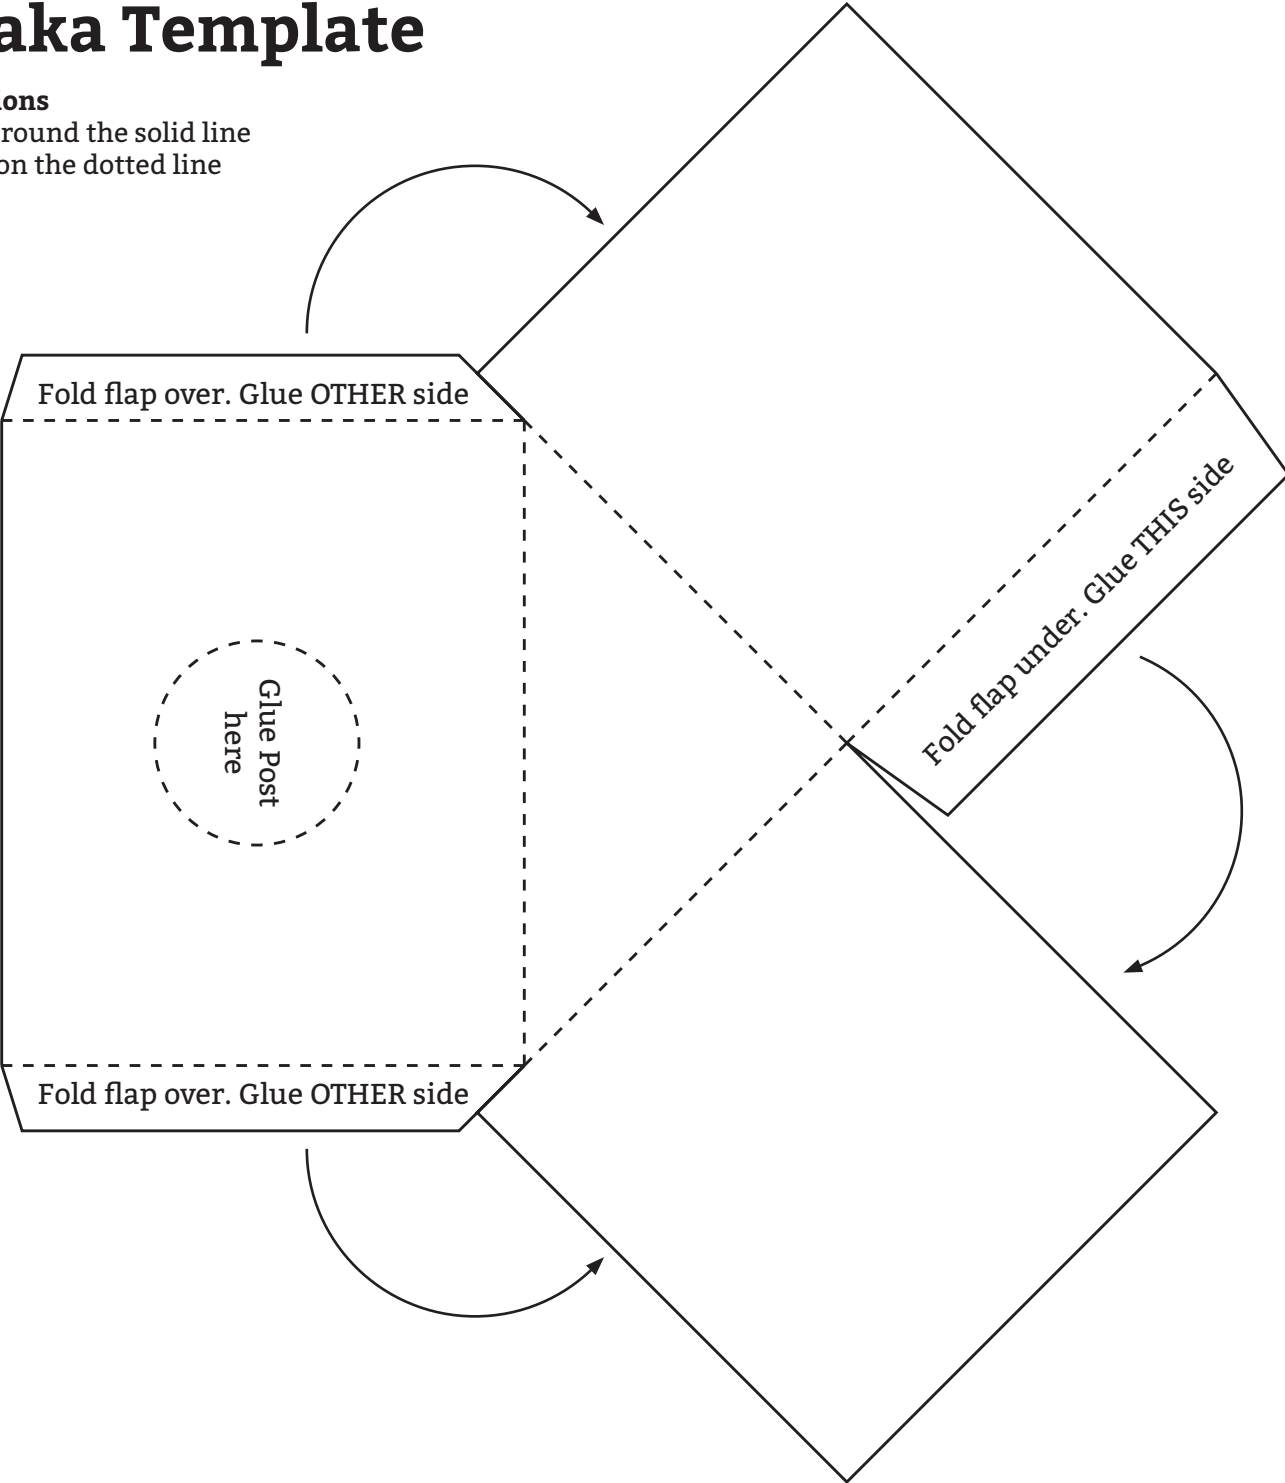 aka Template
ions
round the solid line
on the dotted line
Fold flap over. Glue OTHER side
Fold flap under. Glue THIS side
Glue Post
here
Fold flap over. Glue OTHER side